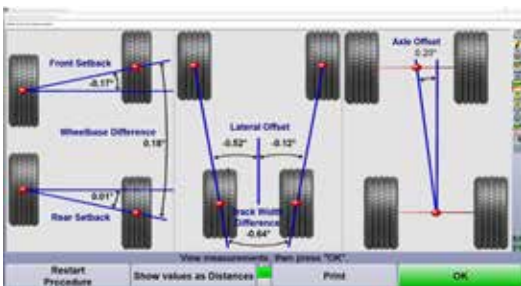 Front Setback
-0.17°
Wheelbase Difference
0.18°
0.01°
Rear Setback
Lateral Offset
-0.52°
-0.12°
Track Width
Difference
-0.64°
Axle Offset
0.20°
View measurements, then press "OK".
Restart
Procedure
Show values as Distances
Print
OK